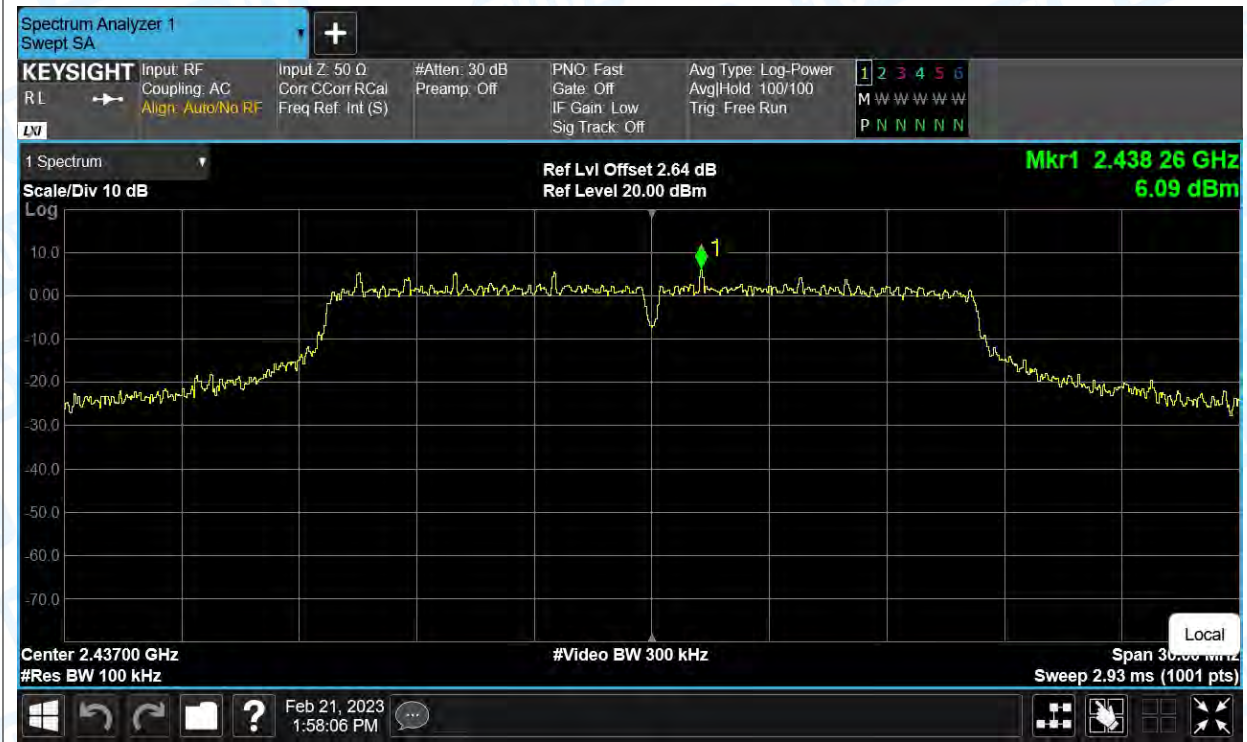 Spectrum Analyzer 1
Swept SA
+
KEYSIGHT
RL
LXI
Input: RF
Coupling: AC
Align: Auto/No RF
Input Z: 50 Ω
Corr CCorr RCal
Freq Ref: Int (S)
#Atten: 30 dB
Preamp: Off
PNO: Fast
Gate: Off
IF Gain: Low
Sig Track: Off
Avg Type: Log-Power
Avg|Hold: 100/100
Trig: Free Run
1 2 3 4 5 6
M W W W W W W
P N N N N N N
1 Spectrum
Scale/Div 10 dB
Ref Lvl Offset 2.64 dB
Ref Level 20.00 dBm
Mkr1 2.438 26 GHz
6.09 dBm
Log
10.0
0.00
-10.0
-20.0
-30.0
-40.0
-50.0
-60.0
-70.0
1
Local
Center 2.43700 GHz
#Res BW 100 kHz
#Video BW 300 kHz
Span 30.00 MHz
Sweep 2.93 ms (1001 pts)
?
Feb 21, 2023
1:58:06 PM